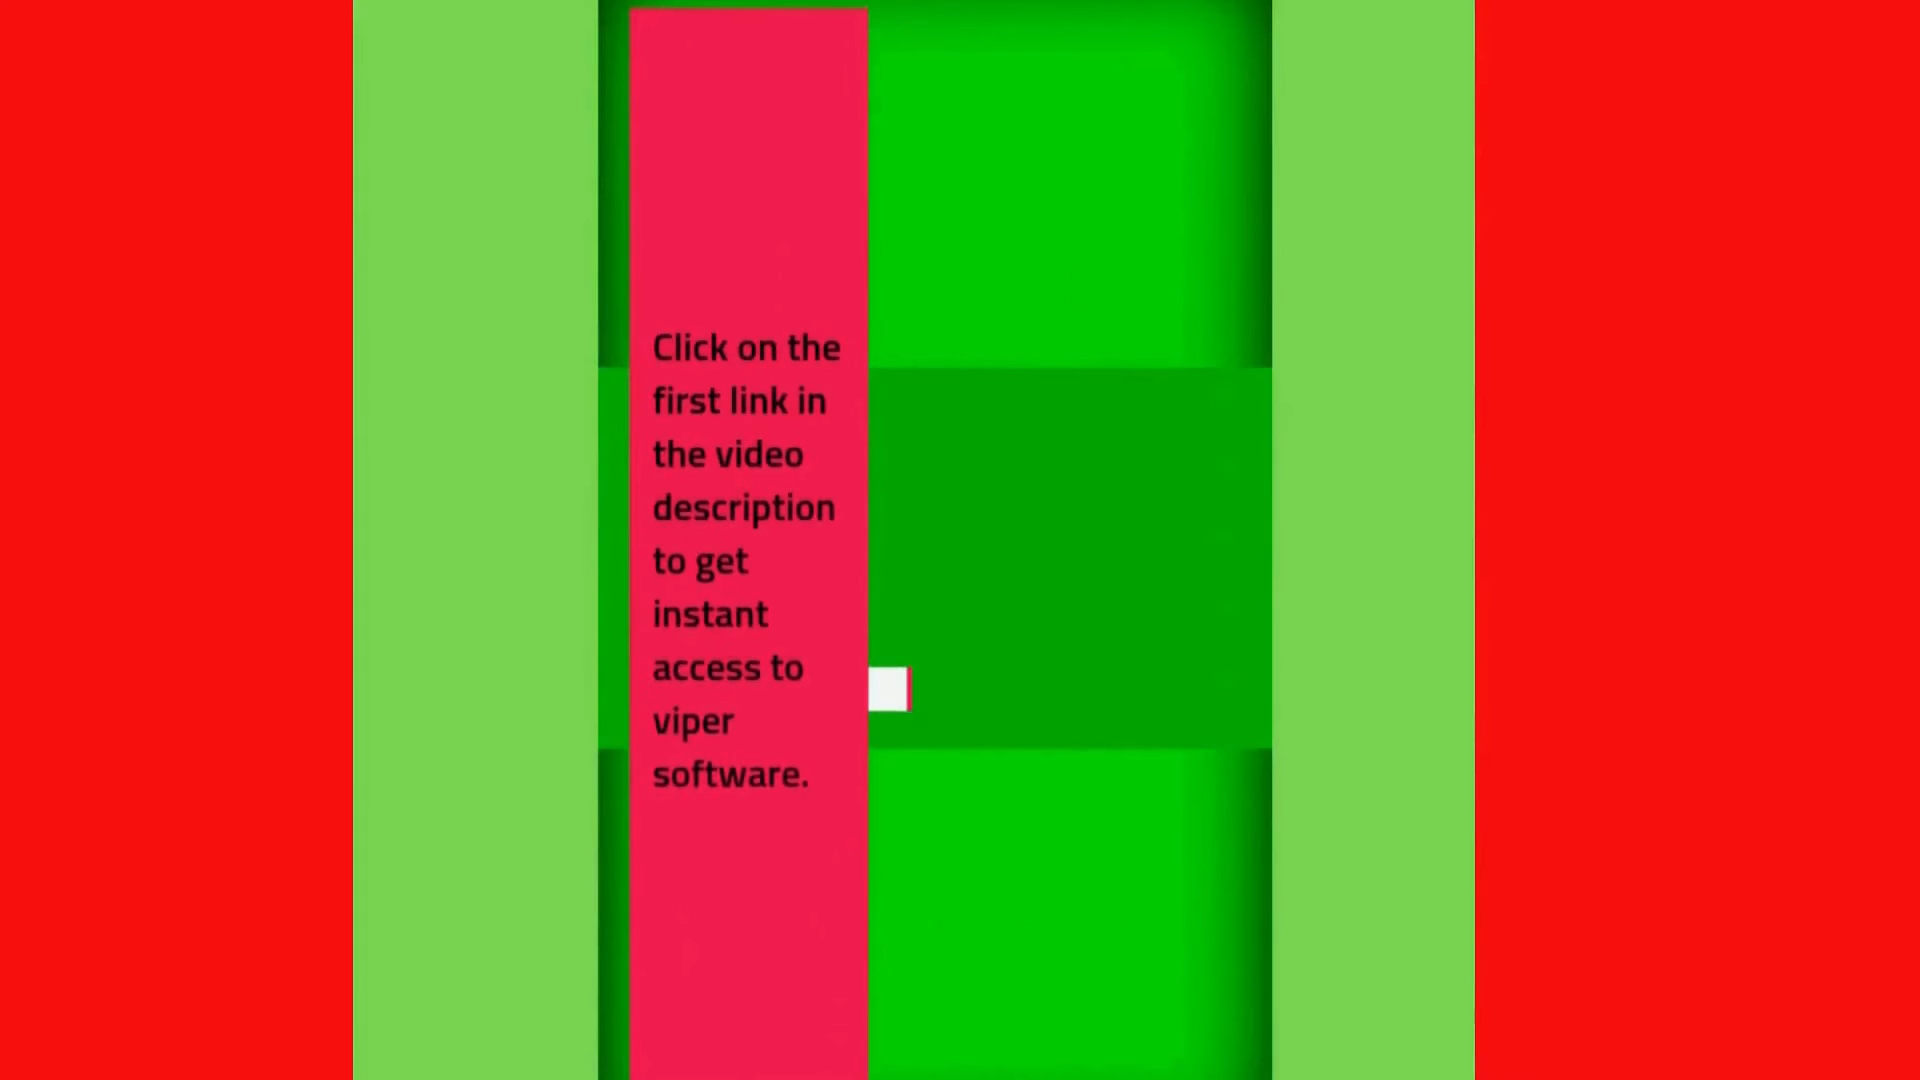 Click on the
first link in
the video
description
to get
instant
access to
viper
software.